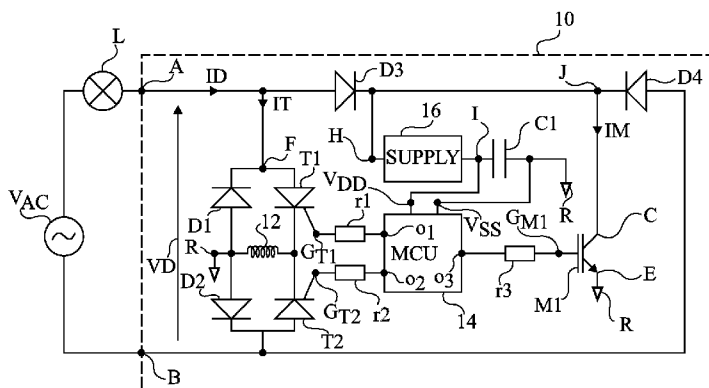 10
L
A
ID
D3
J
D4
IT
16
I
C1
IM
H
SUPPLY
F
T1
VAC
VDD
R
D1
12
r1
VSS
GM1
C
VD
R
GT1
o1
MCU
o3
D2
r3
E
GT2
o2
M1
r2
14
R
T2
B